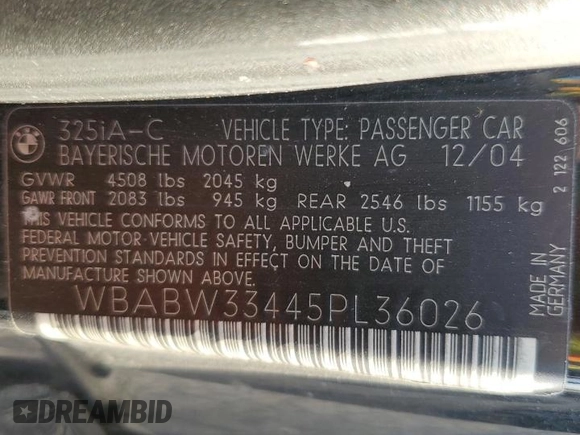 325iA-C VEHICLE TYPE: PASSENGER CAR
BAYERISCHE MOTOREN WERKE AG 12/04
GVWR 4508 lbs 2045 kg
GAWR FRONT 2083 lbs 945 kg REAR 2546 lbs 1155 kg
THIS VEHICLE CONFORMS TO ALL APPLICABLE U.S.
FEDERAL MOTOR-VEHICLE SAFETY, BUMPER AND THEFT
PREVENTION STANDARDS IN EFFECT ON THE DATE OF
MANUFACTURE SHOWN ABOVE.
WBABW33445PL36026
MADE IN
GERMANY
2 122 606
DREAMBID